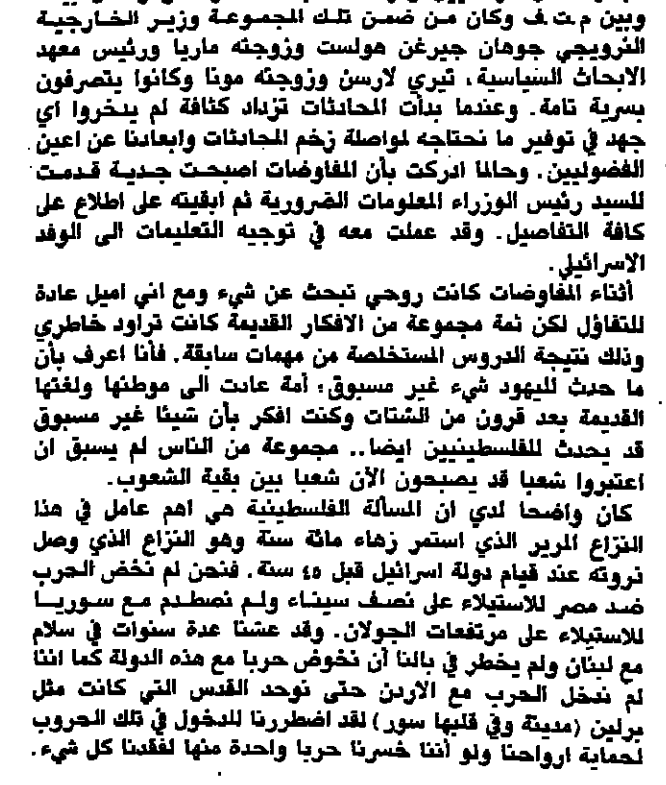 وبين م.ت.ف وكان من ضمن تلك المجموعة وزير الخارجية
النرويجي جوهان جيرغن هولست وزوجته ماريا ورئيس معهد
الابحاث السياسية، تيري لارسن وزوجته مونا وكانوا يتصرفون
بسرية تامة. وعندما بدأت المحادثات تزداد كثافة لم يدخروا اي
جهد في توفير ما نحتاجه لمواصلة زخم المحادثات وابعادنا عن اعين
الفضوليين. وحالما ادركت بأن المفاوضات اصبحت جدية قدمت
للسيد رئيس الوزراء المعلومات الضرورية ثم ابقيته على اطلاع على
كافة التفاصيل. وقد عملت معه في توجيه التعليمات الى الوفد
الاسرائيلي.
أثناء المفاوضات كانت روحي تبحث عن شيء ومع اني اميل عادة
للتفاؤل لكن ثمة مجموعة من الافكار القديمة كانت تراود خاطري
وذلك نتيجة الدروس المستخلصة من مهمات سابقة. فأنا اعرف بأن
ما حدث لليهود شيء غير مسبوق: أمة عادت الى موطنها ولغتها
القديمة بعد قرون من الشتات وكنت افكر بأن شيئا غير مسبوق
قد يحدث للفلسطينيين ايضا.. مجموعة من الناس لم يسبق ان
اعتبروا شعبا قد يصبحون الآن شعبا بين بقية الشعوب.
كان واضحا لدي ان المسألة الفلسطينية هي اهم عامل في هذا
النزاع المرير الذي استمر زهاء مائة سنة وهو النزاع الذي وصل
ذروته عند قيام دولة اسرائيل قبل ٤٥ سنة. فنحن لم نخض الحرب
ضد مصر للاستيلاء على نصف سيناء ولم نصطدم مع سوريا
للاستيلاء على مرتفعات الجولان. وقد عشنا عدة سنوات في سلام
مع لبنان ولم يخطر في بالنا أن نخوض حربا مع هذه الدولة كما اننا
لم ندخل الحرب مع الاردن حتى نوحد القدس التي كانت مثل
برلين (مدينة وفي قلبها سور) لقد اضطررنا للدخول في تلك الحروب
لحماية ارواحنا ولو أننا خسرنا حربا واحدة منها لفقدنا كل شيء.